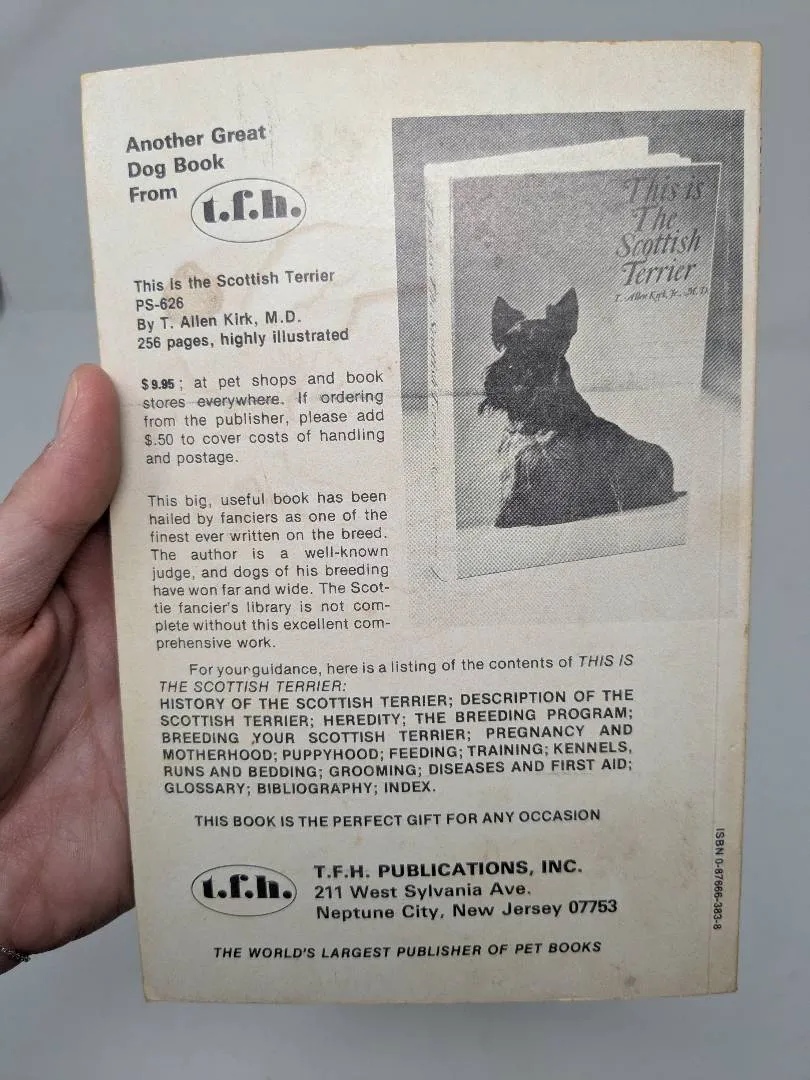 Another Great
Dog Book
From t.f.h.
This Is the Scottish Terrier
PS-626
By T. Allen Kirk, M.D.
256 pages, highly illustrated
$9.95; at pet shops and book
stores everywhere. If ordering
from the publisher, please add
$.50 to cover costs of handling
and postage.
This big, useful book has been
hailed by fanciers as one of the
finest ever written on the breed.
The author is a well-known
judge, and dogs of his breeding
have won far and wide. The Scot-
tie fancier's library is not com-
plete without this excellent com-
prehensive work.
This is
The
Scottish
Terrier
T. Allen Kirk, Jr., M.D.
For your guidance, here is a listing of the contents of THIS IS
THE SCOTTISH TERRIER:
HISTORY OF THE SCOTTISH TERRIER; DESCRIPTION OF THE
SCOTTISH TERRIER; HEREDITY; THE BREEDING PROGRAM;
BREEDING YOUR SCOTTISH TERRIER; PREGNANCY AND
MOTHERHOOD; PUPPYHOOD; FEEDING; TRAINING; KENNELS,
RUNS AND BEDDING; GROOMING; DISEASES AND FIRST AID;
GLOSSARY; BIBLIOGRAPHY; INDEX.
THIS BOOK IS THE PERFECT GIFT FOR ANY OCCASION
t.f.h.
T.F.H. PUBLICATIONS, INC.
211 West Sylvania Ave.
Neptune City, New Jersey 07753
THE WORLD'S LARGEST PUBLISHER OF PET BOOKS
ISBN 0-87666-383-8